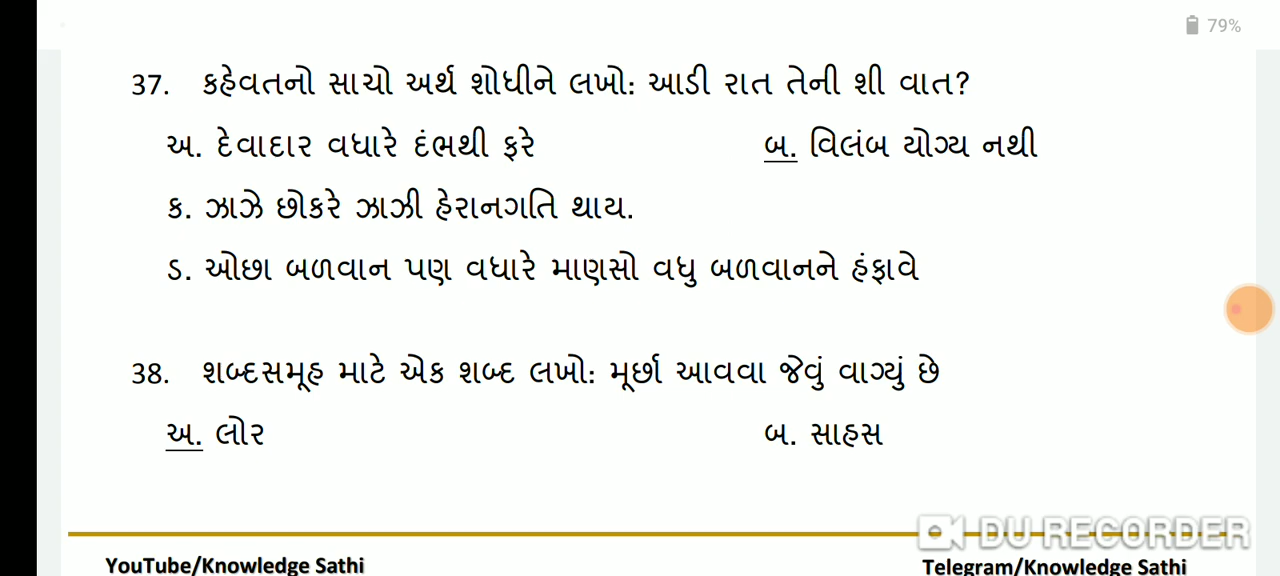 79%
37. કહેવતનો સાચો અર્થ શોધીને લખો: આડી રાત તેની શી વાત?
અ. દેવાદાર વધારે દંભથી ફરે બ. વિલંબ યોગ્ય નથી
ક. ઝાઝે છોકરે ઝાઝી હેરાનગતિ થાય.
ડ. ઓછા બળવાન પણ વધારે માણસો વધુ બળવાનને હંફાવે
38. શબ્દસમૂહ માટે એક શબ્દ લખો: મૂર્છા આવવા જેવું વાગ્યું છે
અ. લોર બ. સાહસ
DU RECORDER
YouTube/Knowledge Sathi Telegram/Knowledge Sathi